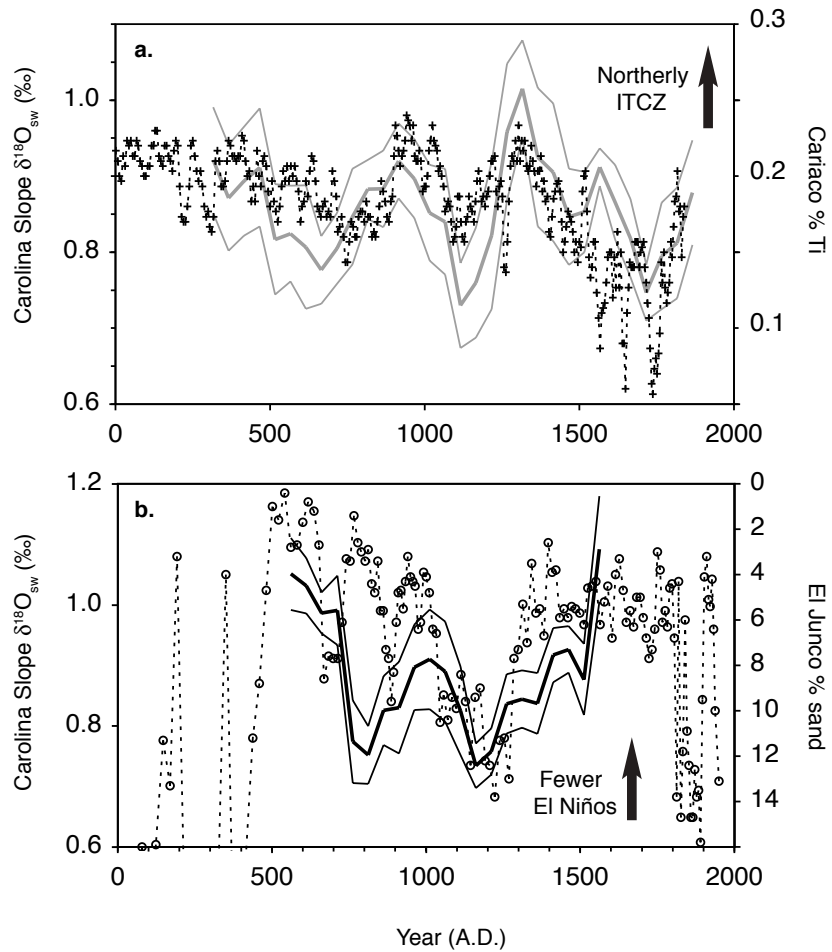 a.
Northerly
ITCZ
Carolina Slope δ18Osw (‰)
1.0
0.8
0.6
0.3
0.2
0.1
Cariaco % Ti
0
500
1000
1500
2000
b.
Carolina Slope δ18Osw (‰)
1.2
1.0
0.8
0.6
0
2
4
6
8
10
12
14
El Junco % sand
Fewer
El Niños
0
500
1000
1500
2000
Year (A.D.)